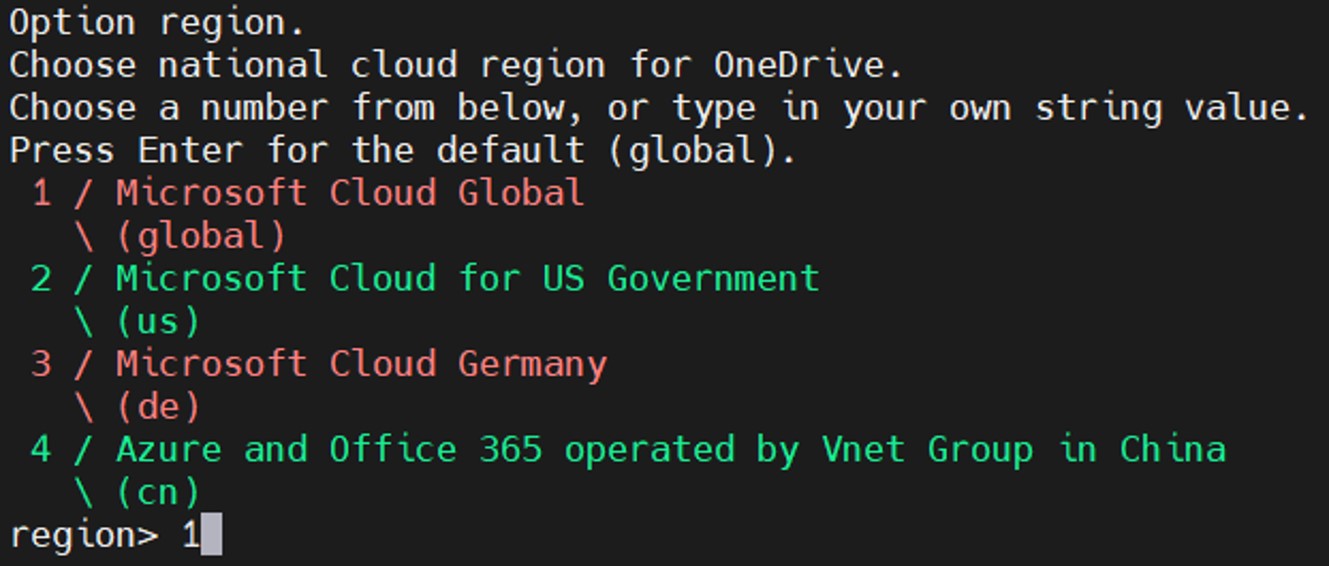 Option region.
Choose national cloud region for OneDrive.
Choose a number from below, or type in your own string value.
Press Enter for the default (global).
 1 / Microsoft Cloud Global
   \ (global)
 2 / Microsoft Cloud for US Government
   \ (us)
 3 / Microsoft Cloud Germany
   \ (de)
 4 / Azure and Office 365 operated by Vnet Group in China
   \ (cn)
region> 1